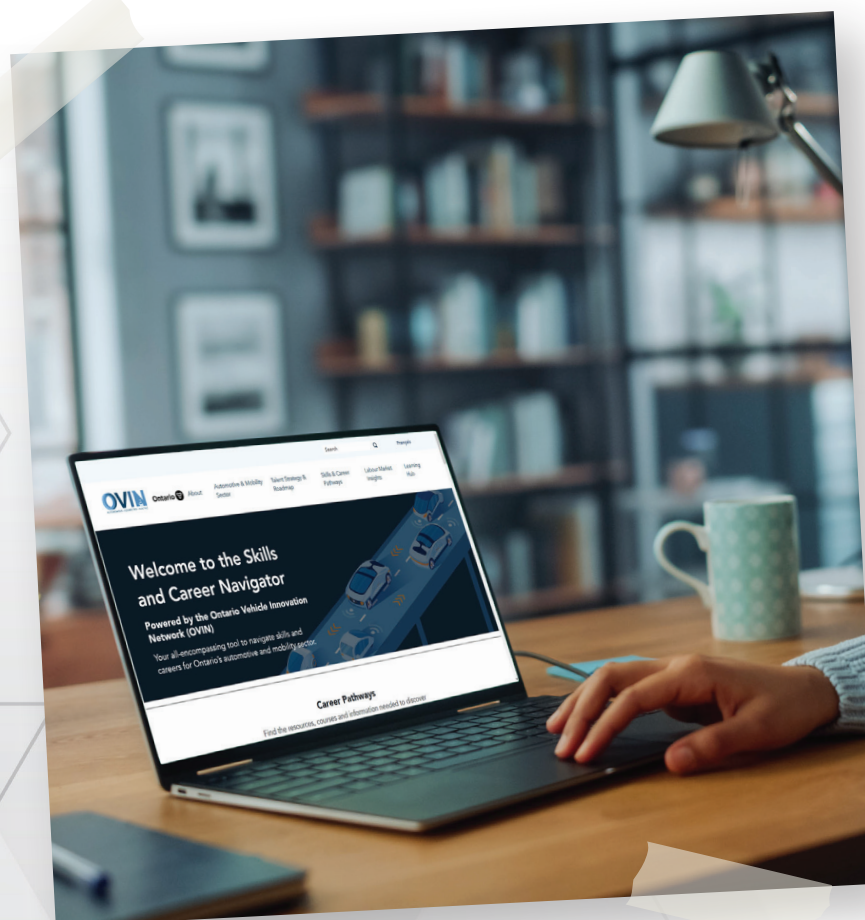 Search
Français
OVIN Ontario About
Automotive & Mobility
Sector
Talent Strategy &
Roadmap
Skills & Career
Pathways
Labour Market
Insights
Learning
Hub
Welcome to the Skills
and Career Navigator
Powered by the Ontario Vehicle Innovation
Network (OVIN)
Your all-encompassing tool to navigate skills and
careers for Ontario's automotive and mobility sector.
Career Pathways
Find the resources, courses and information needed to discover